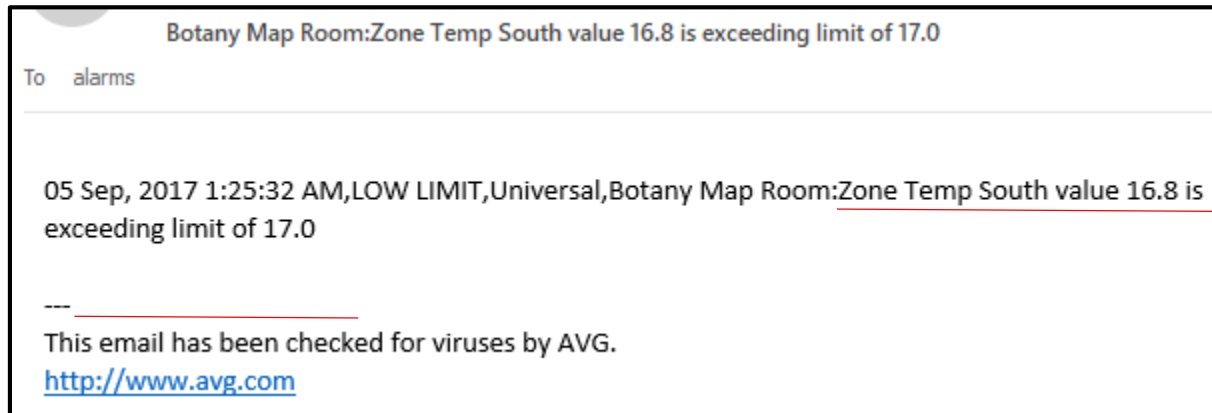 Botany Map Room:Zone Temp South value 16.8 is exceeding limit of 17.0
To alarms
05 Sep, 2017 1:25:32 AM,LOW LIMIT,Universal,Botany Map Room:Zone Temp South value 16.8 is
exceeding limit of 17.0
---
This email has been checked for viruses by AVG.
http://www.avg.com